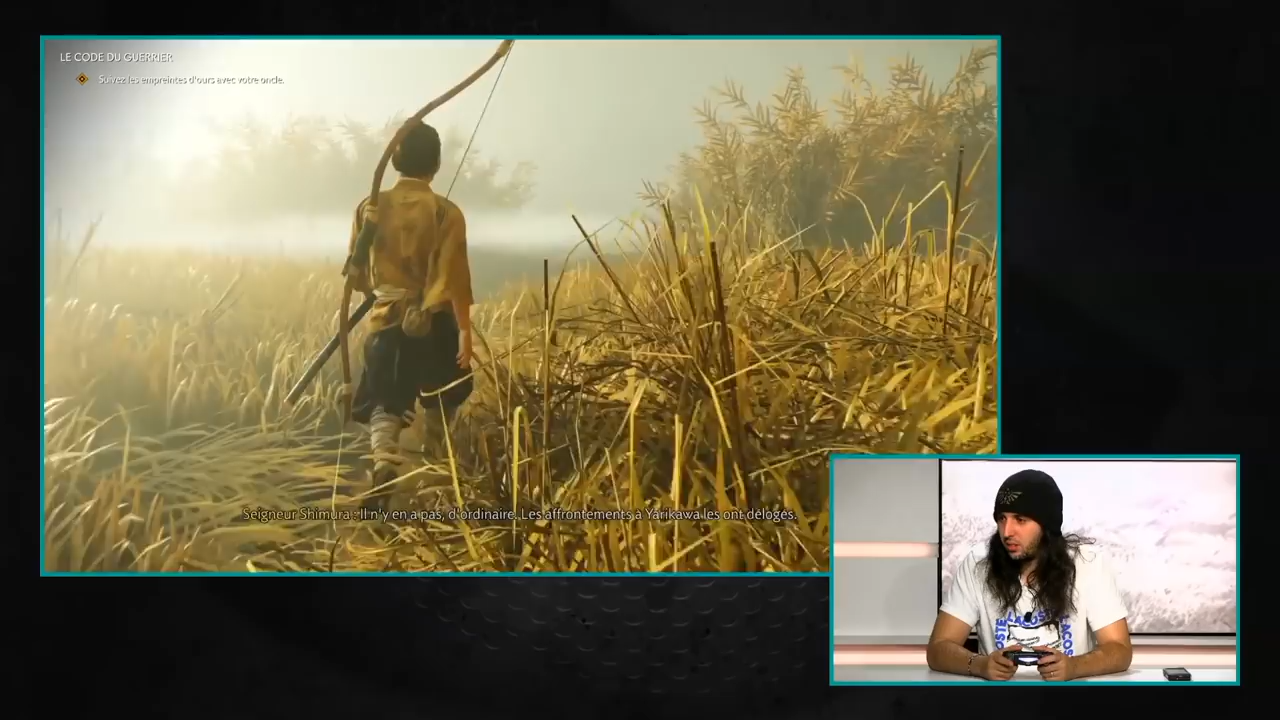 LE CODE DU GUERRIER
Suivez les empreintes d'ours avec votre oncle.
Seigneur Shimura : Il n'y en a pas, d'ordinaire. Les affrontements à Yarikawa les ont délogés.
LACOSTE